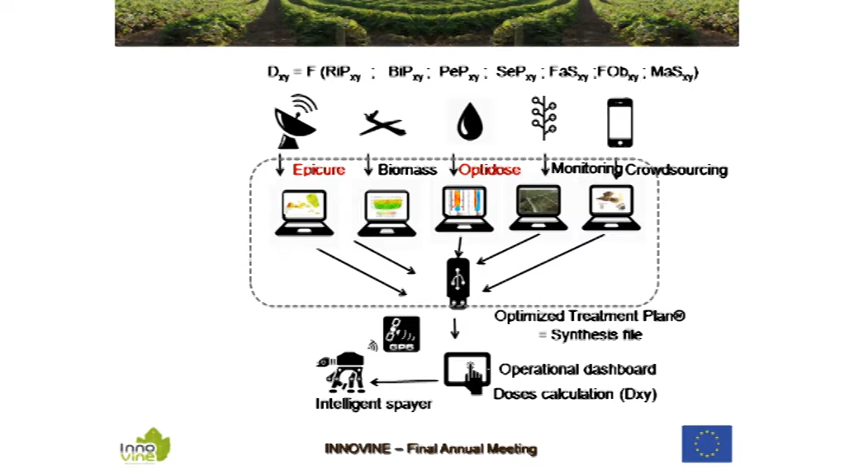 Dxy = F (RiPxy ; BiPxy ; PePxy ; SePxy ; FaSxy ;FObxy ; MaSxy)
Epicure Biomass Optidose Monitoring Crowdsourcing
Optimized Treatment Plan®
= Synthesis file
GPS
Operational dashboard
Doses calculation (Dxy)
Intelligent spayer
Inno
vine
INNOVINE – Final Annual Meeting